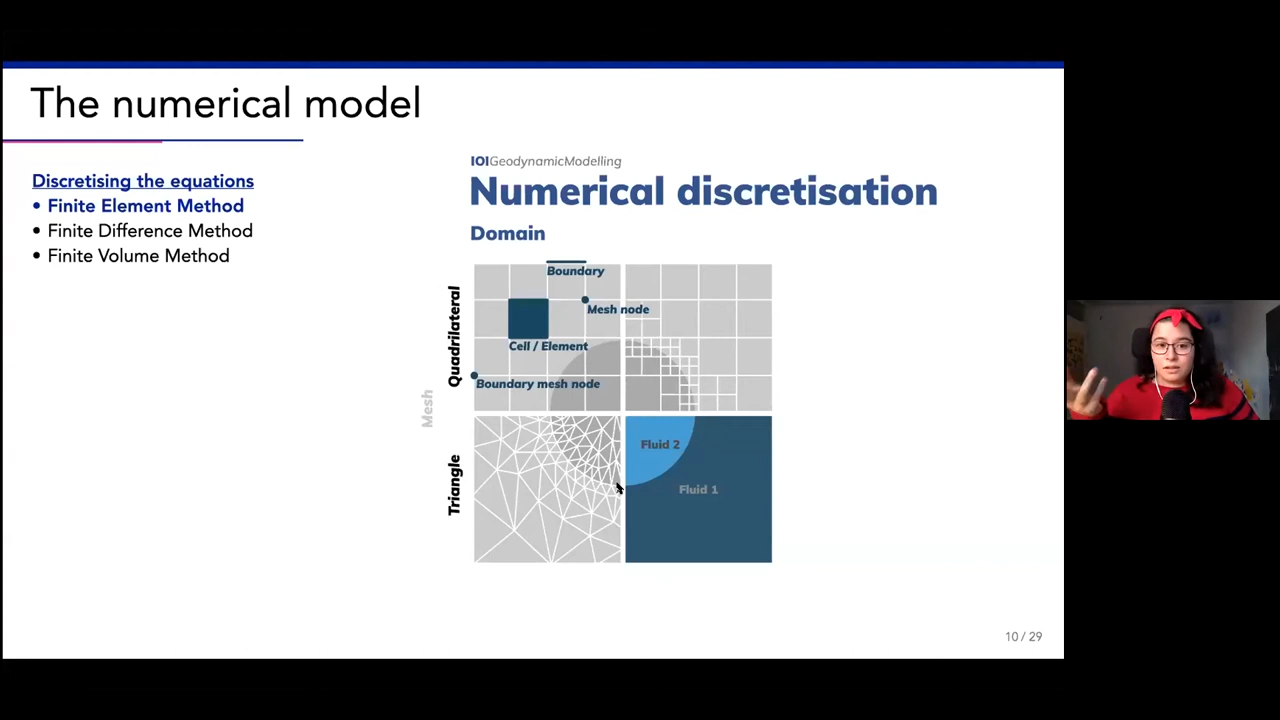 The numerical model
Discretising the equations
• Finite Element Method
• Finite Difference Method
• Finite Volume Method
IOIGeodynamicModelling
Numerical discretisation
Domain
Mesh
Quadrilateral
Boundary
Mesh node
Cell / Element
Boundary mesh node
Triangle
Fluid 2
Fluid 1
10 / 29